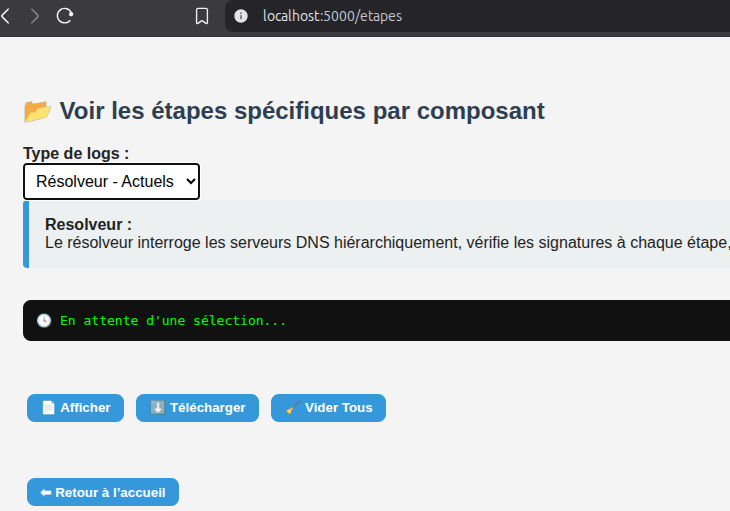 localhost:5000/etapes
📂 Voir les étapes spécifiques par composant
Type de logs :
Résolveur - Actuels
Resolveur :
Le résolveur interroge les serveurs DNS hiérarchiquement, vérifie les signatures à chaque étape,
🕓 En attente d'une sélection...
📄 Afficher ⬇️ Télécharger 🧹 Vider Tous
⬅ Retour à l’accueil